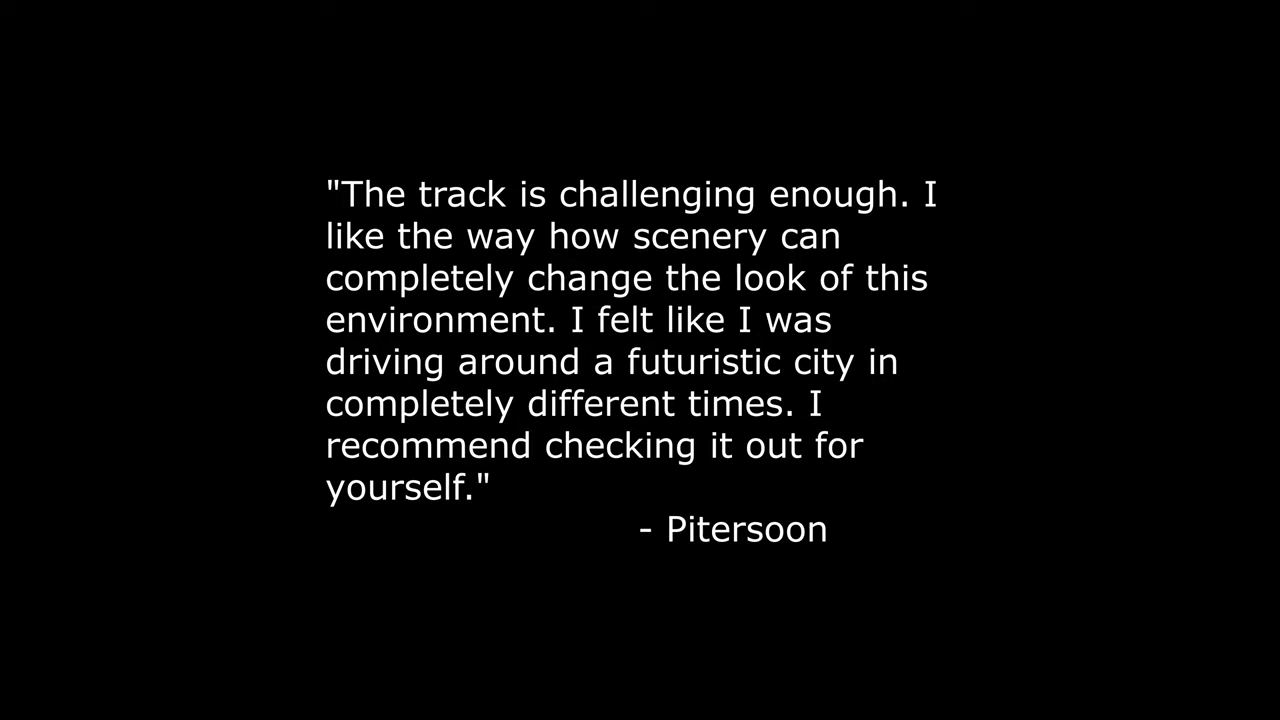 "The track is challenging enough. I
like the way how scenery can
completely change the look of this
environment. I felt like I was
driving around a futuristic city in
completely different times. I
recommend checking it out for
yourself."
- Pitersoon